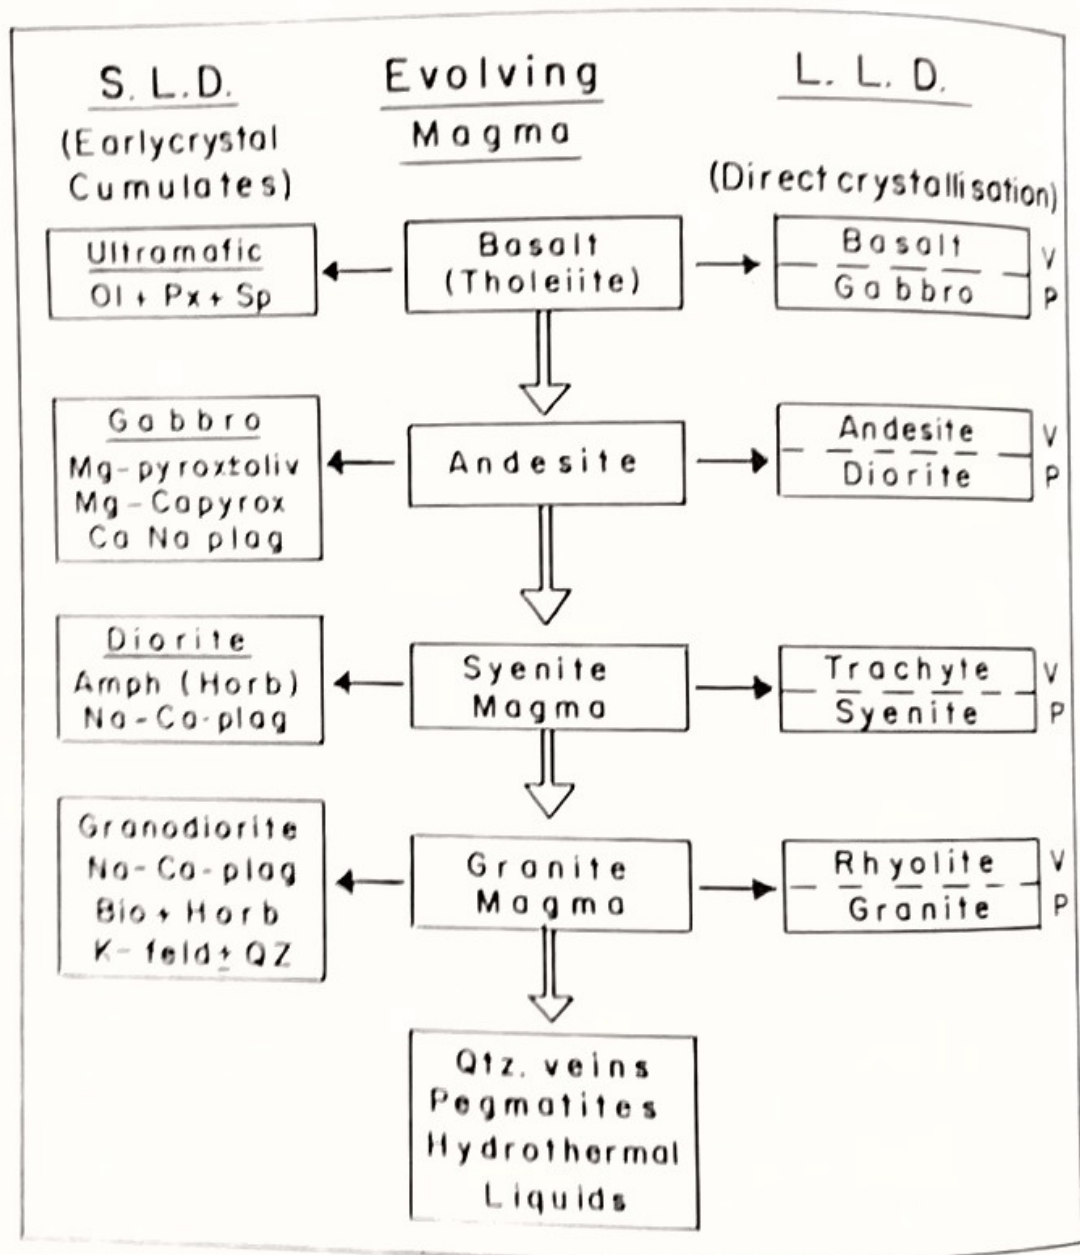 S. L. D.
(Earlycrystal
Cumulates)
Evolving
Magma
L. L. D.
(Direct crystallisation)
Ultramafic
Ol + Px + Sp
Basalt
(Tholeiite)
Basalt V
Gabbro P
Gabbro
Mg-pyroxtoliv
Mg-Capyrox
Ca Na plag
Andesite
Andesite V
Diorite P
Diorite
Amph (Horb)
Na-Ca-plag
Syenite
Magma
Trachyte V
Syenite P
Granodiorite
Na-Ca-plag
Bio + Horb
K-feld ± QZ
Granite
Magma
Rhyolite V
Granite P
Qtz. veins
Pegmatites
Hydrothermal
Liquids